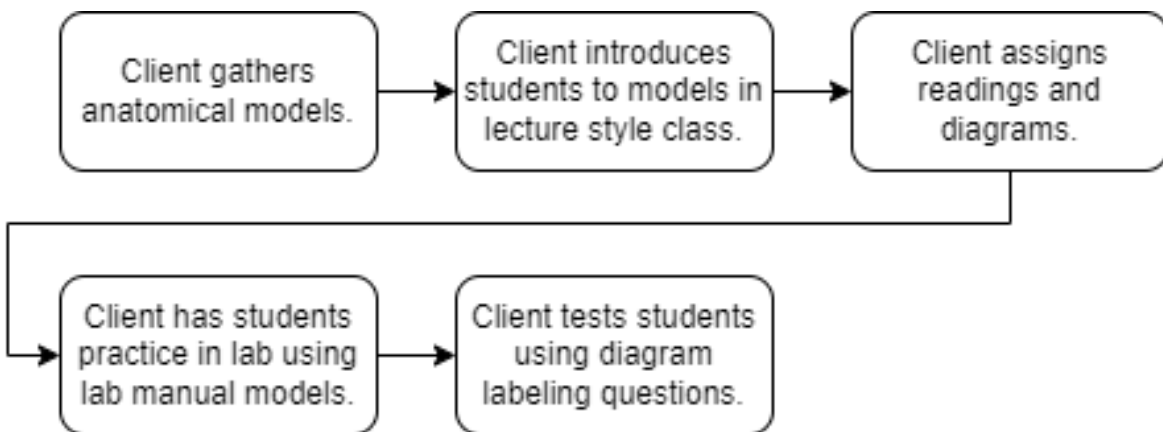 Client gathers
anatomical models.
Client introduces
students to models in
lecture style class.
Client assigns
readings and
diagrams.
Client has students
practice in lab using
lab manual models.
Client tests students
using diagram
labeling questions.